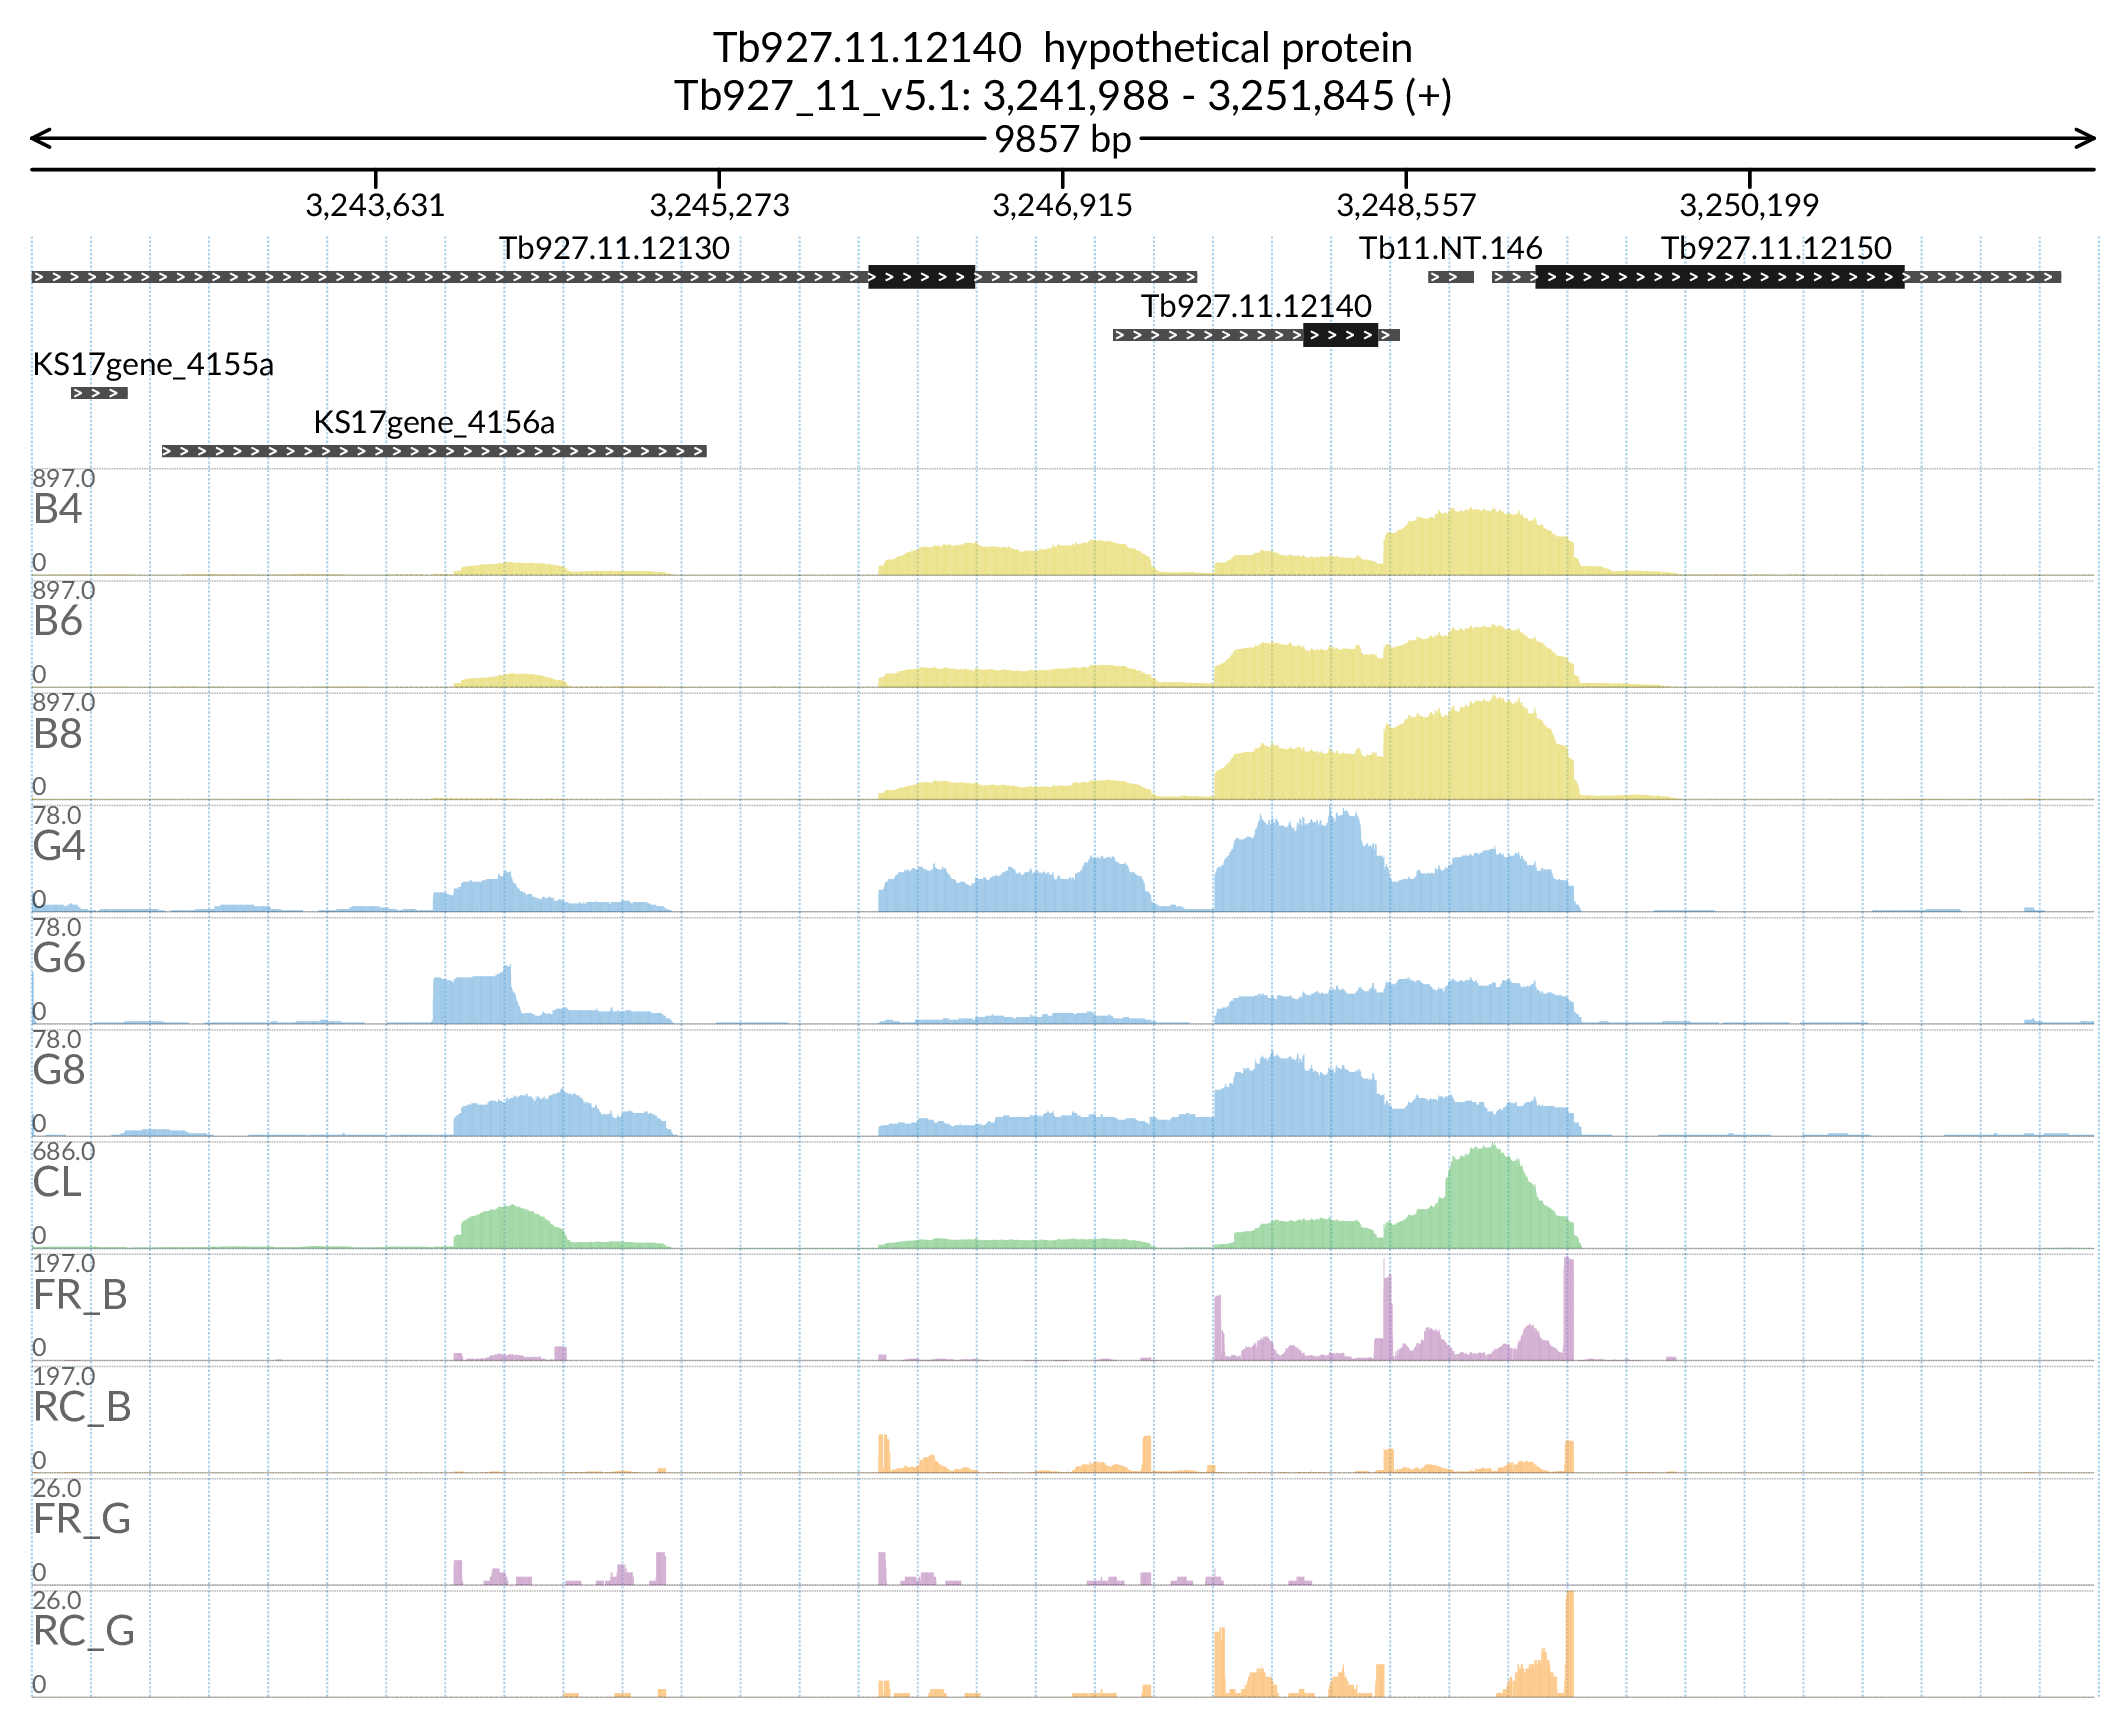 Tb927.11.12140  hypothetical protein
Tb927_11_v5.1: 3,241,988 - 3,251,845 (+)
9857 bp
3,243,631 3,245,273 3,246,915 3,248,557 3,250,199
Tb927.11.12130 Tb11.NT.146 Tb927.11.12150
Tb927.11.12140
KS17gene_4155a
KS17gene_4156a
897.0
B4
0
897.0
B6
0
897.0
B8
0
78.0
G4
0
78.0
G6
0
78.0
G8
0
686.0
CL
0
197.0
FR_B
0
197.0
RC_B
0
26.0
FR_G
0
26.0
RC_G
0